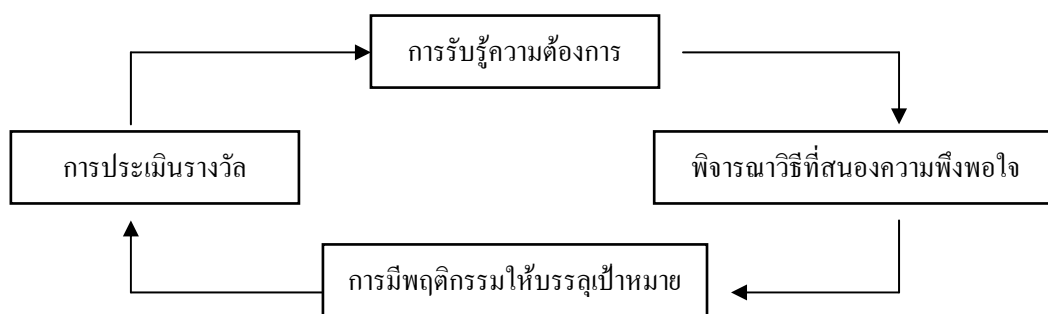 การรับรู้ความต้องการ
การประเมินรางวัล
พิจารณาวิธีที่สนองความพึงพอใจ
การมีพฤติกรรมให้บรรลุเป้าหมาย